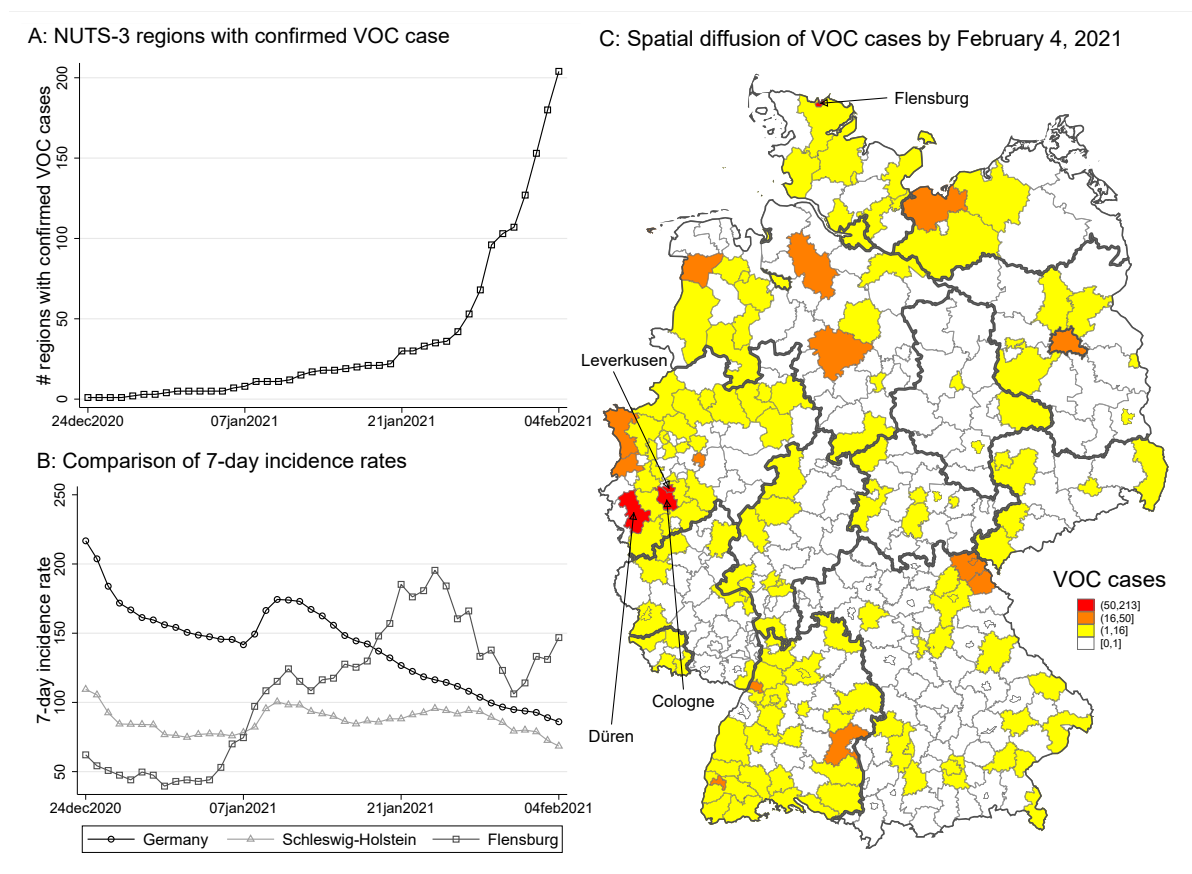 A: NUTS-3 regions with confirmed VOC case
# regions with confirmed VOC cases
200
150
100
50
0
24dec2020 07jan2021 21jan2021 04feb2021
B: Comparison of 7-day incidence rates
7-day incidence rate
250
200
150
100
50
24dec2020 07jan2021 21jan2021 04feb2021
Germany Schleswig-Holstein Flensburg
C: Spatial diffusion of VOC cases by February 4, 2021
Flensburg
Leverkusen
Cologne
Düren
VOC cases
(50,213]
(16,50]
(1,16]
[0,1]